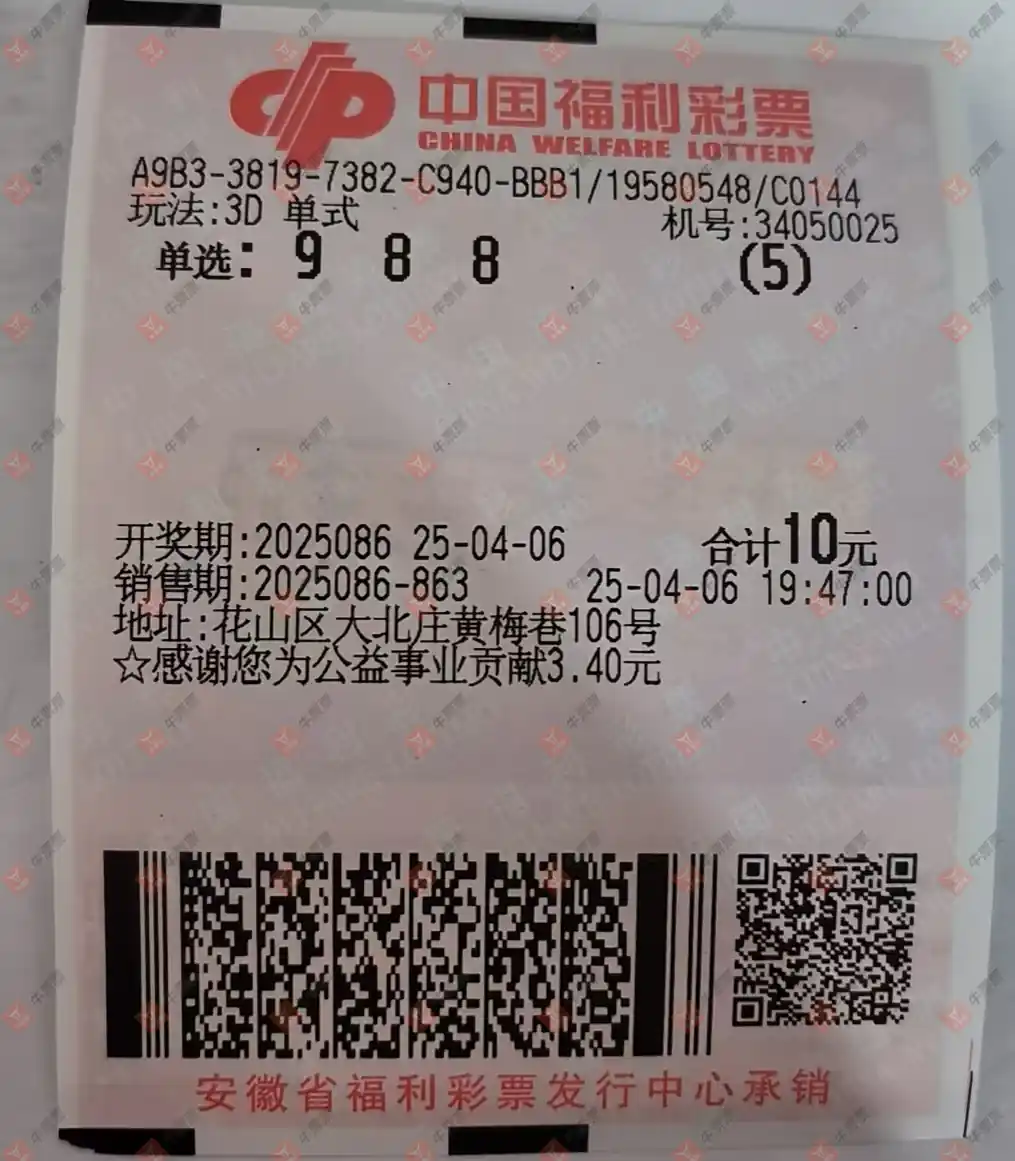 中国福利彩票
CHINA WELFARE LOTTERY
A9B3-3819-7382-C940-BBB1/19580548/C0144
玩法:3D 单式 机号:34050025
单选: 9 8 8 (5)
开奖期:2025086 25-04-06 合计10元
销售期:2025086-863 25-04-06 19:47:00
地址:花山区大北庄黄梅巷106号
☆感谢您为公益事业贡献3.40元
安徽省福利彩票发行中心承销